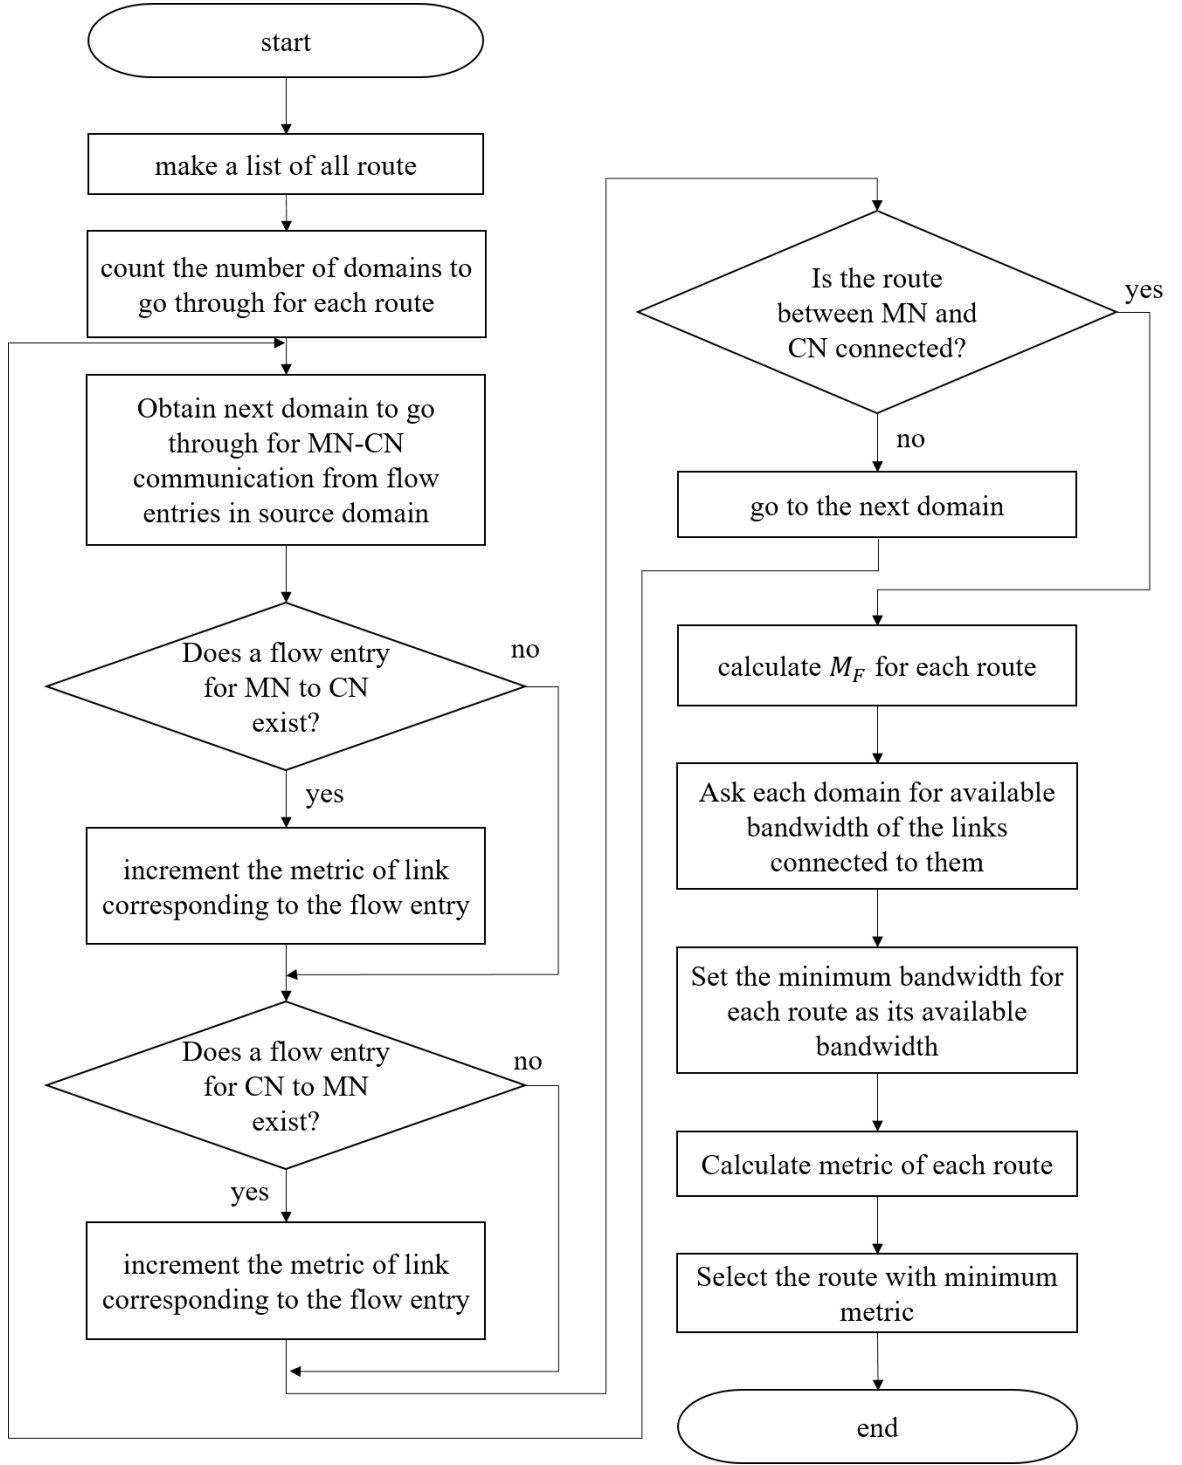 start
make a list of all route
count the number of domains to
go through for each route
Obtain next domain to go
through for MN-CN
communication from flow
entries in source domain
Does a flow entry
for MN to CN
exist?
no
yes
increment the metric of link
corresponding to the flow entry
Does a flow entry
for CN to MN
exist?
no
yes
increment the metric of link
corresponding to the flow entry
Is the route
between MN and
CN connected?
yes
no
go to the next domain
calculate M_F for each route
Ask each domain for available
bandwidth of the links
connected to them
Set the minimum bandwidth for
each route as its available
bandwidth
Calculate metric of each route
Select the route with minimum
metric
end